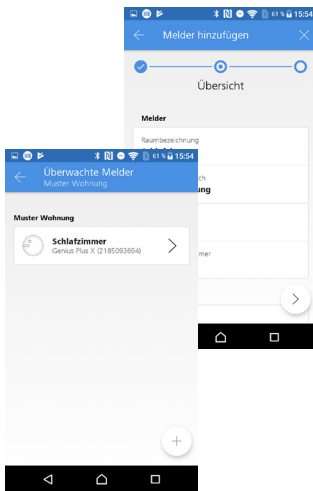 61 % 15:54
Melder hinzufügen
Übersicht
Melder
Raumbezeichnung
61 % 15:54
Überwachte Melder
Muster Wohnung
Muster Wohnung
Schlafzimmer
Genius Plus X (2185093694)